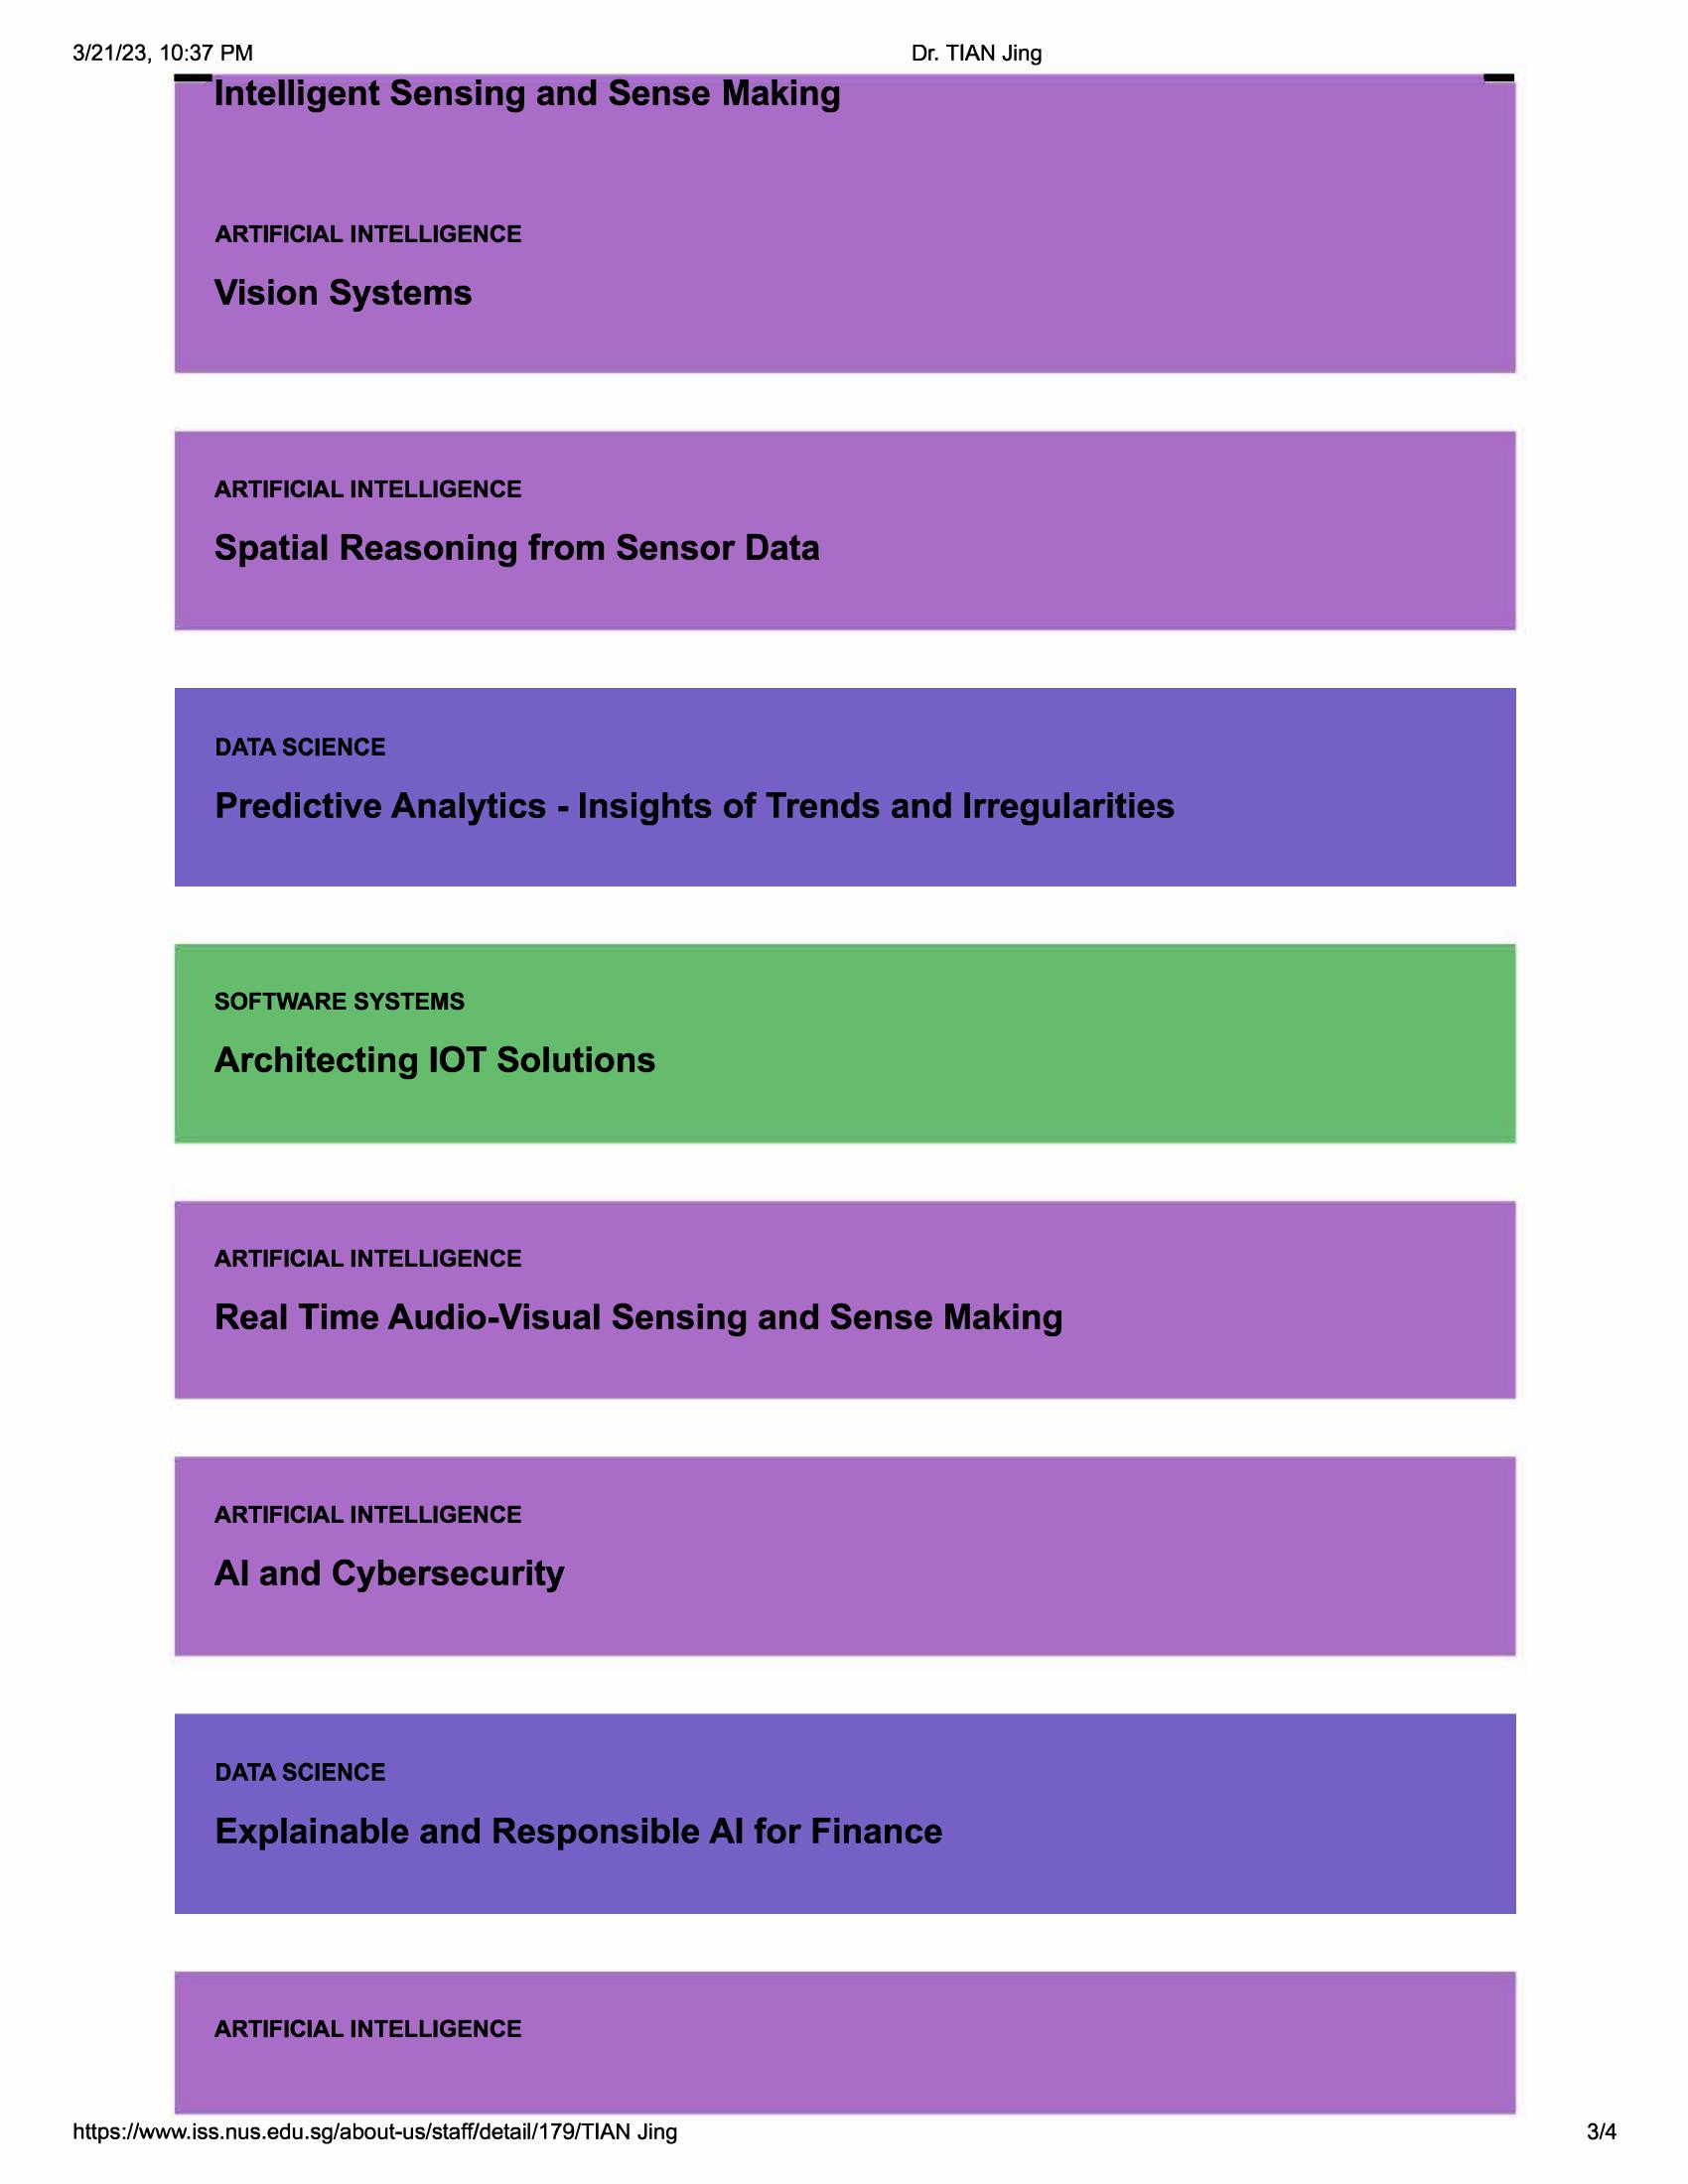 3/21/23, 10:37 PM Dr. TIAN Jing
Intelligent Sensing and Sense Making
ARTIFICIAL INTELLIGENCE
Vision Systems
ARTIFICIAL INTELLIGENCE
Spatial Reasoning from Sensor Data
DATA SCIENCE
Predictive Analytics - Insights of Trends and Irregularities
SOFTWARE SYSTEMS
Architecting IOT Solutions
ARTIFICIAL INTELLIGENCE
Real Time Audio-Visual Sensing and Sense Making
ARTIFICIAL INTELLIGENCE
AI and Cybersecurity
DATA SCIENCE
Explainable and Responsible AI for Finance
ARTIFICIAL INTELLIGENCE
https://www.iss.nus.edu.sg/about-us/staff/detail/179/TIAN Jing 3/4